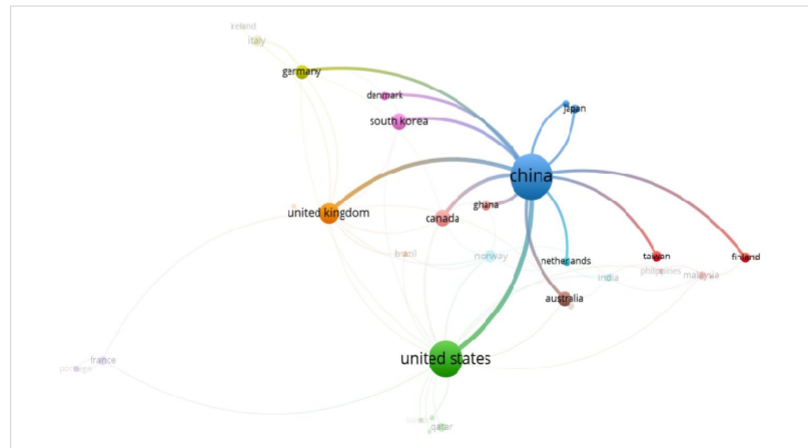 ireland
italy
germany
denmark
japan
south korea
china
ghana
united kingdom
canada
brazil
norway
netherlands
taiwan
finland
philippines
india
malaysia
australia
united states
france
portugal
qatar